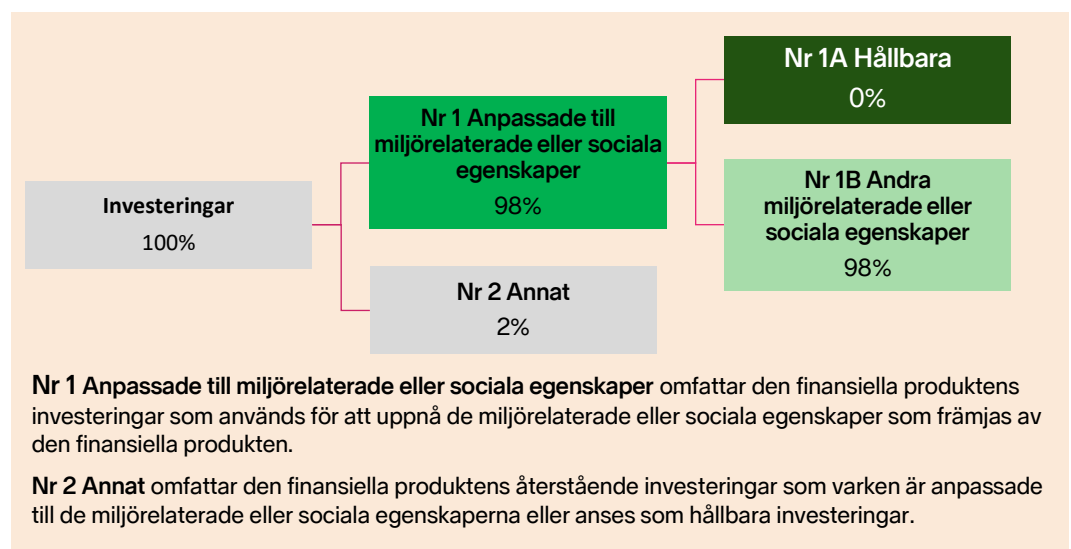 Investeringar
100%
Nr 1 Anpassade till
miljörelaterade eller sociala
egenskaper
98%
Nr 2 Annat
2%
Nr 1A Hållbara
0%
Nr 1B Andra
miljörelaterade eller
sociala egenskaper
98%
Nr 1 Anpassade till miljörelaterade eller sociala egenskaper omfattar den finansiella produktens
investeringar som används för att uppnå de miljörelaterade eller sociala egenskaper som främjas av
den finansiella produkten.
Nr 2 Annat omfattar den finansiella produktens återstående investeringar som varken är anpassade
till de miljörelaterade eller sociala egenskaperna eller anses som hållbara investeringar.